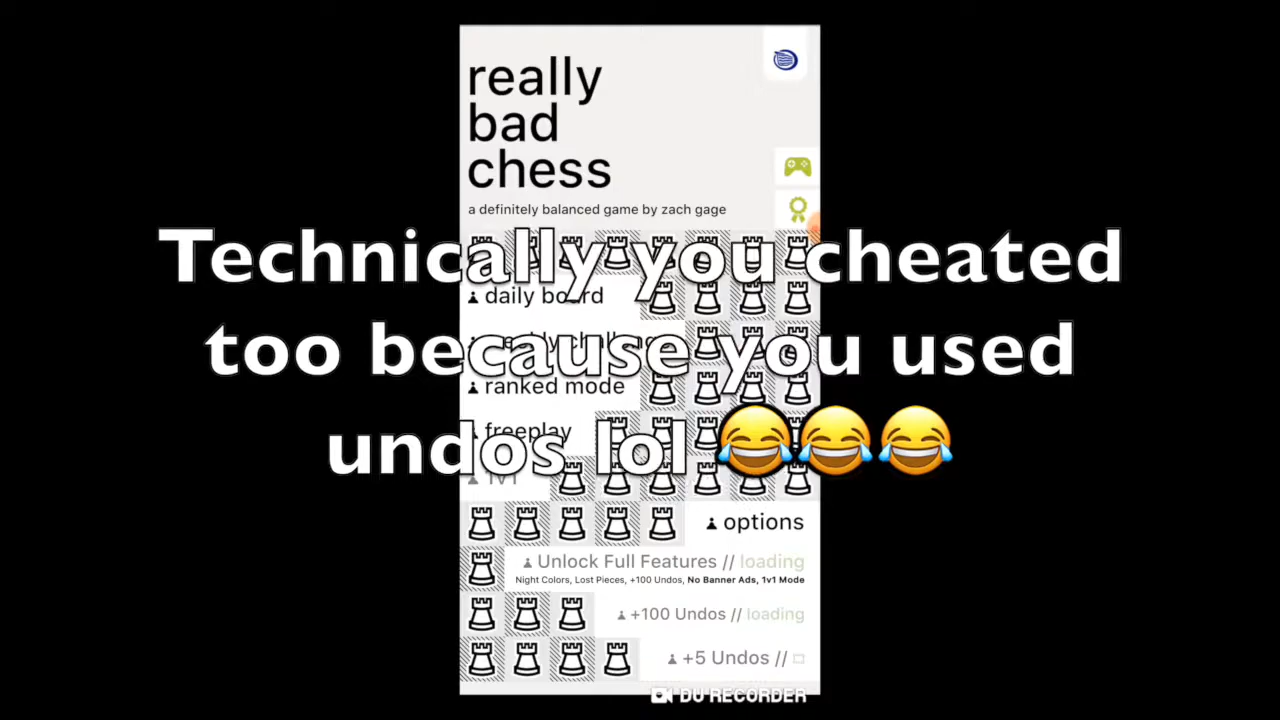 really
bad
chess
a definitely balanced game by zach gage
Technically you cheated
daily board
too because you used
ranked mode
freeplay
undos lol 😂😂😂
1v1
options
Unlock Full Features // loading
Night Colors, Lost Pieces, +100 Undos, No Banner Ads, 1v1 Mode
+100 Undos // loading
+5 Undos //
DU RECORDER